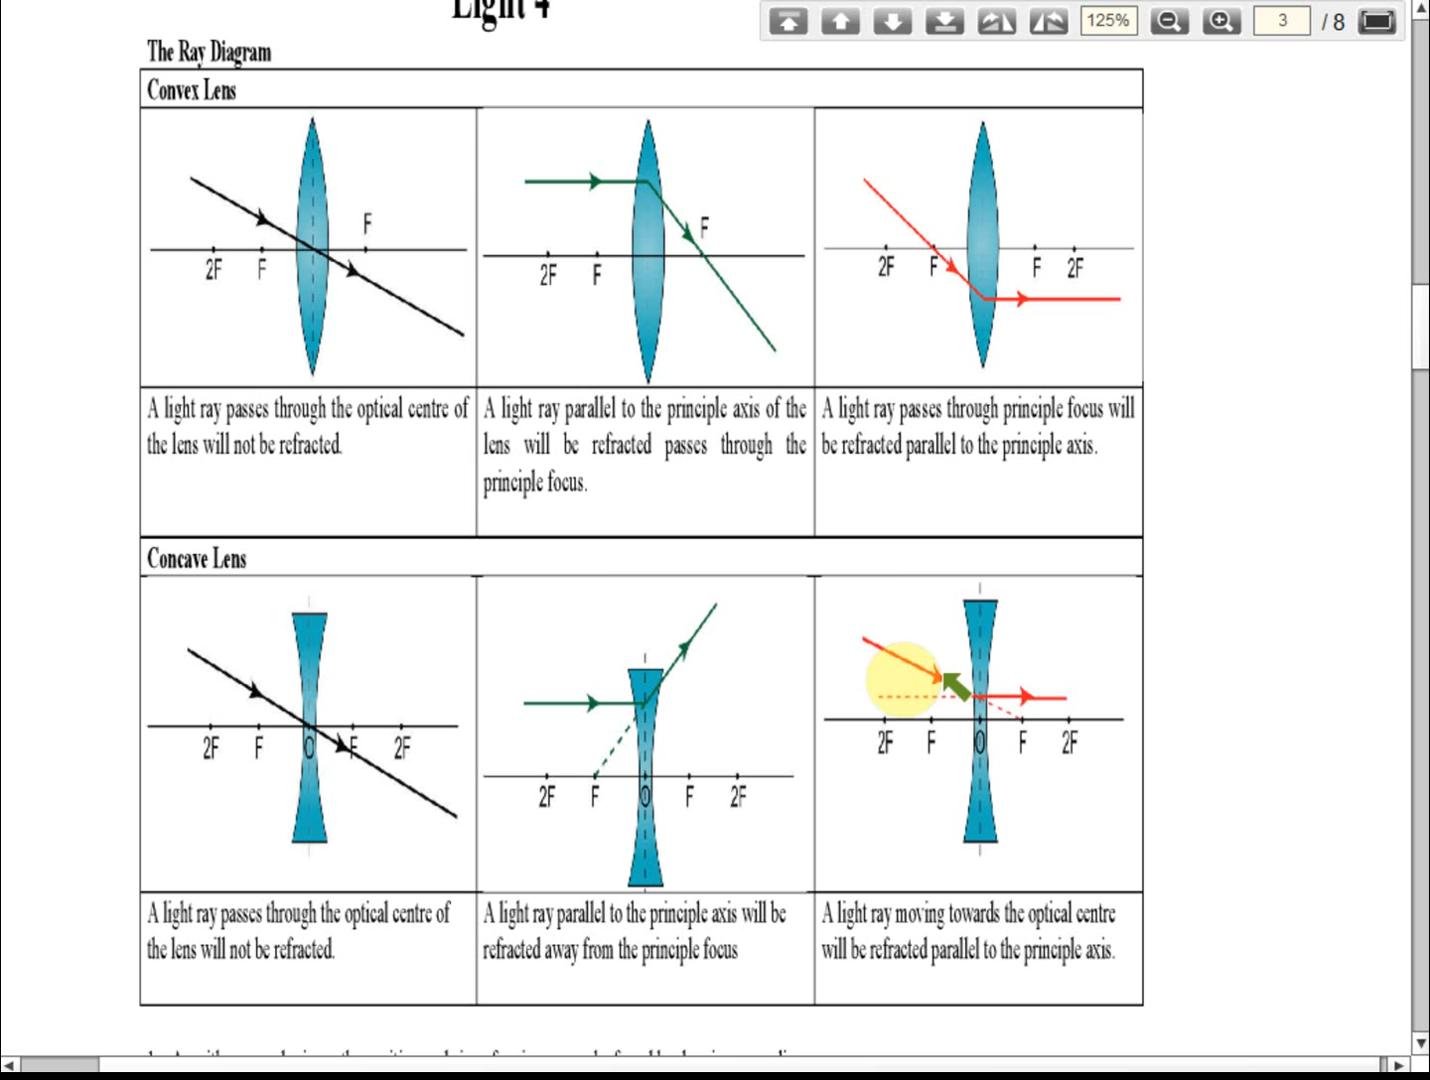 Light 4
125%
3
/ 8
The Ray Diagram
Convex Lens
F
2F F
F
2F F
2F F F 2F
A light ray passes through the optical centre of
the lens will not be refracted.
A light ray parallel to the principle axis of the
lens will be refracted passes through the
principle focus.
A light ray passes through principle focus will
be refracted parallel to the principle axis.
Concave Lens
2F F O F 2F
2F F O F 2F
2F F O F 2F
A light ray passes through the optical centre of
the lens will not be refracted.
A light ray parallel to the principle axis will be
refracted away from the principle focus
A light ray moving towards the optical centre
will be refracted parallel to the principle axis.